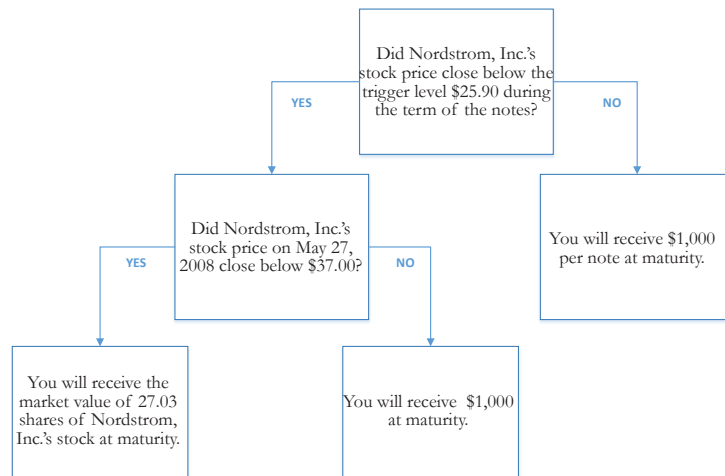 Did Nordstrom, Inc.'s
stock price close below the
trigger level $25.90 during
the term of the notes?
YES
NO
Did Nordstrom, Inc.'s
stock price on May 27,
2008 close below $37.00?
You will receive $1,000
per note at maturity.
YES
NO
You will receive the
market value of 27.03
shares of Nordstrom,
Inc.'s stock at maturity.
You will receive $1,000
at maturity.